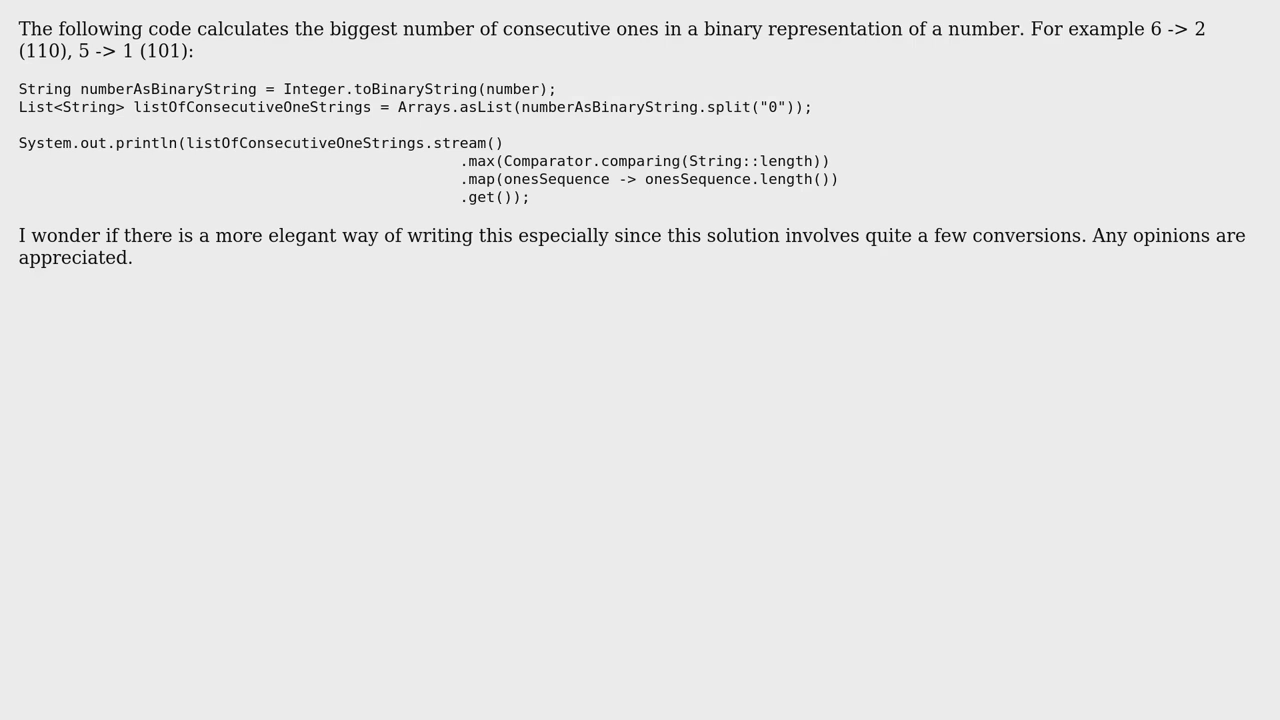 The following code calculates the biggest number of consecutive ones in a binary representation of a number. For example 6 -> 2
(110), 5 -> 1 (101):
String numberAsBinaryString = Integer.toBinaryString(number);
List<String> listOfConsecutiveOneStrings = Arrays.asList(numberAsBinaryString.split("0"));
System.out.println(listOfConsecutiveOneStrings.stream()
.max(Comparator.comparing(String::length))
.map(onesSequence -> onesSequence.length())
.get());
I wonder if there is a more elegant way of writing this especially since this solution involves quite a few conversions. Any opinions are
appreciated.